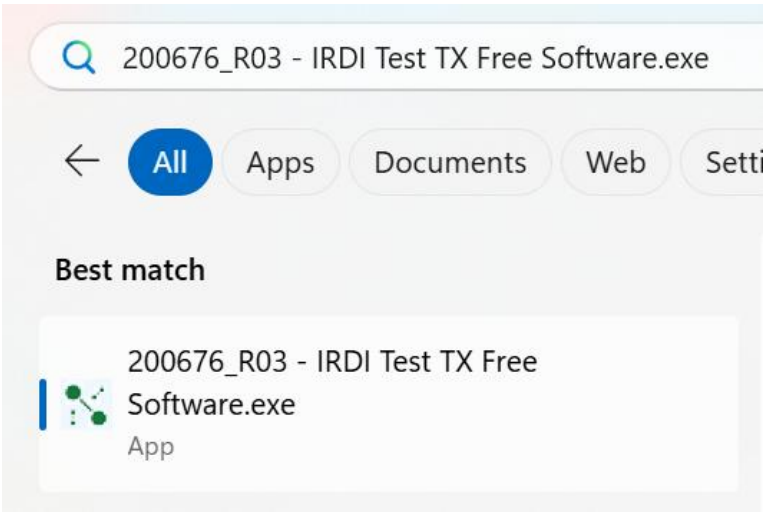 200676_R03 - IRDI Test TX Free Software.exe
All Apps Documents Web Setti
Best match
200676_R03 - IRDI Test TX Free
Software.exe
App